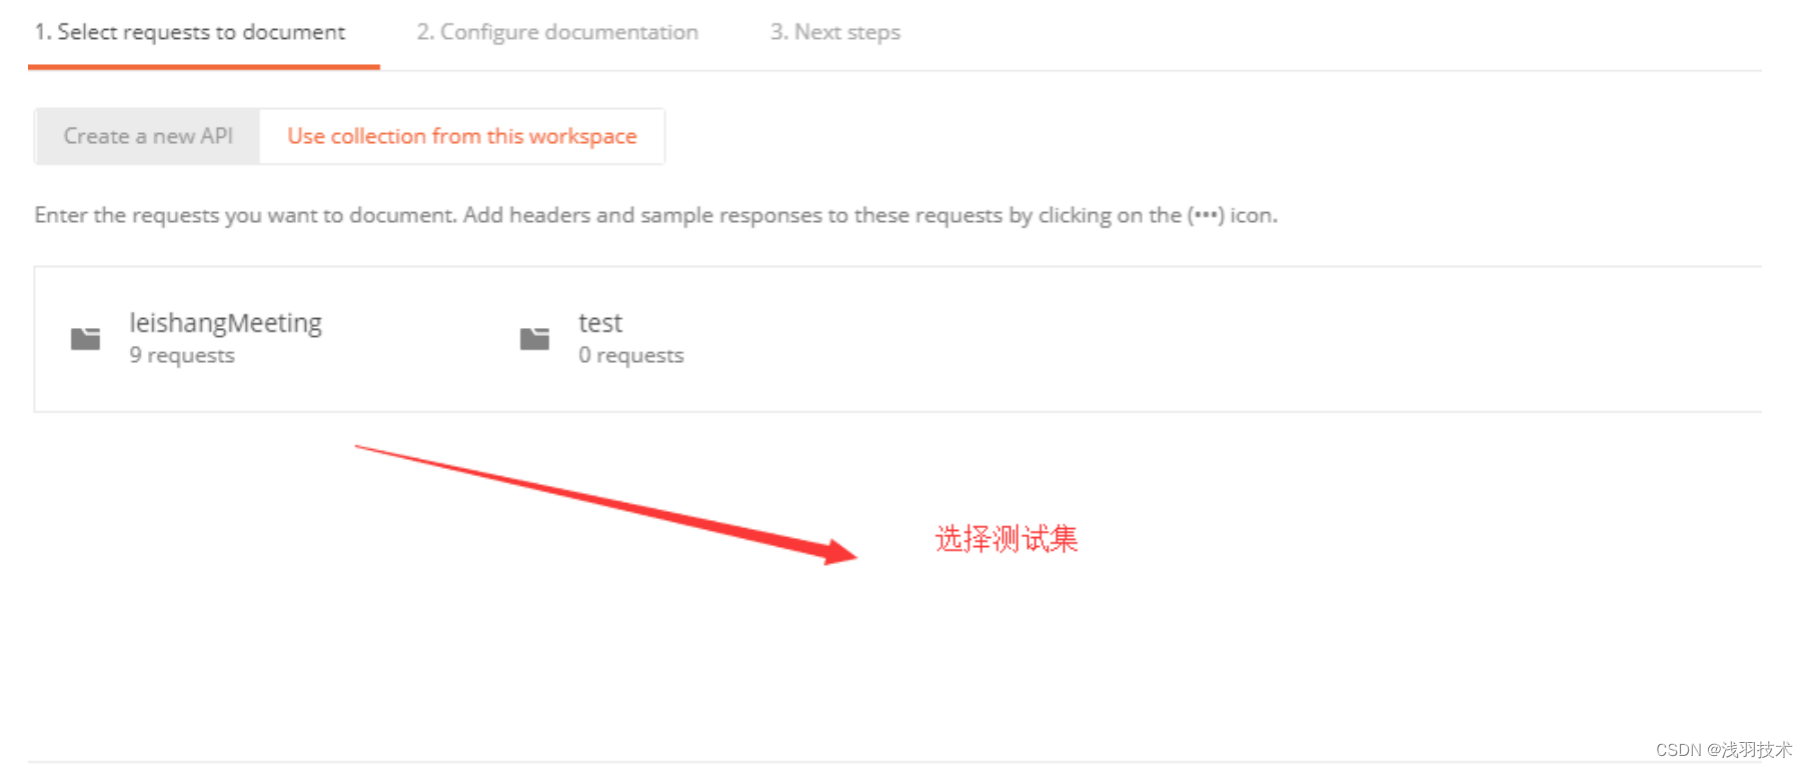 1. Select requests to document 2. Configure documentation 3. Next steps
Create a new API Use collection from this workspace
Enter the requests you want to document. Add headers and sample responses to these requests by clicking on the (•••) icon.
leishangMeeting test
9 requests 0 requests
选择测试集
CSDN @浅羽技术